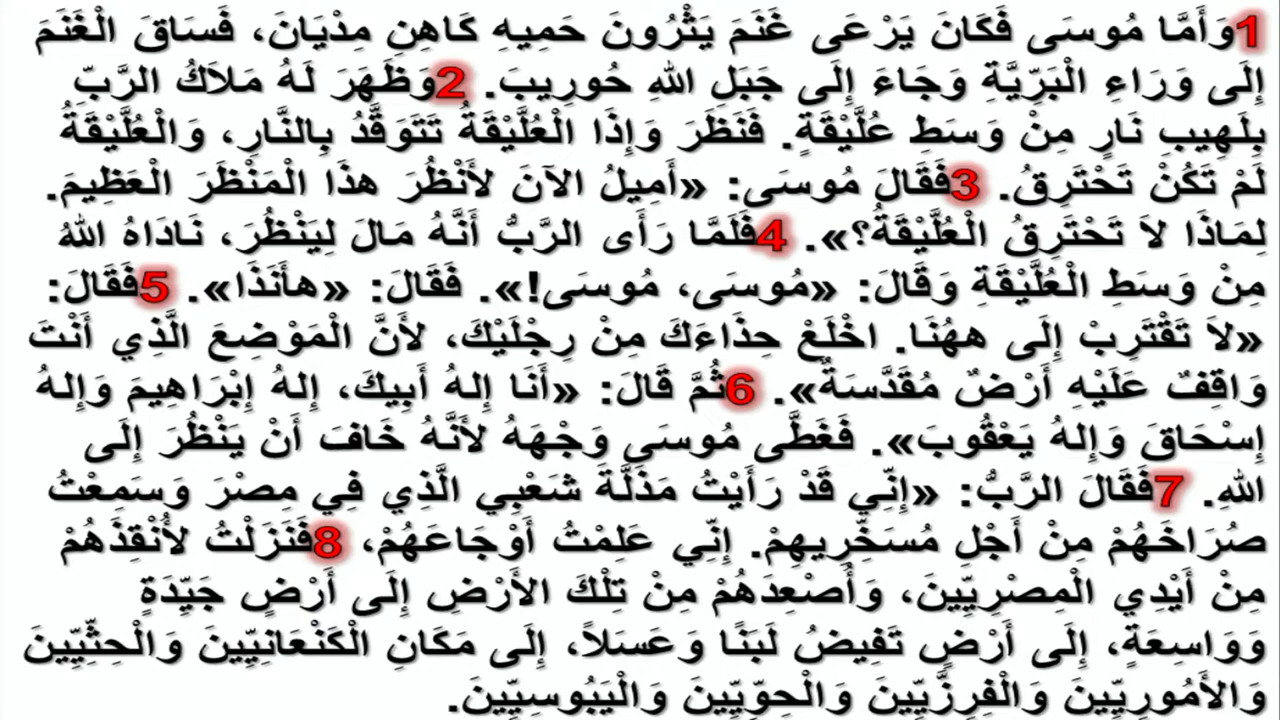 1وَأَمَّا مُوسَى فَكَانَ يَرْعَى غَنَمَ يَثْرُونَ حَمِيهِ كَاهِنِ مِدْيَانَ، فَسَاقَ الْغَنَمَ
إِلَى وَرَاءِ الْبَرِّيَّةِ وَجَاءَ إِلَى جَبَلِ اللهِ حُورِيبَ. 2وَظَهَرَ لَهُ مَلاَكُ الرَّبِّ
بِلَهِيبِ نَارٍ مِنْ وَسَطِ عُلَّيْقَةٍ. فَنَظَرَ وَإِذَا الْعُلَّيْقَةُ تَتَوَقَّدُ بِالنَّارِ، وَالْعُلَّيْقَةُ
لَمْ تَكُنْ تَحْتَرِقُ. 3فَقَالَ مُوسَى: «أَمِيلُ الآنَ لأَنْظُرَ هذَا الْمَنْظَرَ الْعَظِيمَ.
لِمَاذَا لاَ تَحْتَرِقُ الْعُلَّيْقَةُ؟». 4فَلَمَّا رَأَى الرَّبُّ أَنَّهُ مَالَ لِيَنْظُرَ، نَادَاهُ اللهُ
مِنْ وَسَطِ الْعُلَّيْقَةِ وَقَالَ: «مُوسَى، مُوسَى!». فَقَالَ: «هأَنَذَا». 5فَقَالَ:
«لاَ تَقْتَرِبْ إِلَى ههُنَا. اخْلَعْ حِذَاءَكَ مِنْ رِجْلَيْكَ، لأَنَّ الْمَوْضِعَ الَّذِي أَنْتَ
وَاقِفٌ عَلَيْهِ أَرْضٌ مُقَدَّسَةٌ». 6ثُمَّ قَالَ: «أَنَا إِلهُ أَبِيكَ، إِلهُ إِبْرَاهِيمَ وَإِلهُ
إِسْحَاقَ وَإِلهُ يَعْقُوبَ». فَغَطَّى مُوسَى وَجْهَهُ لأَنَّهُ خَافَ أَنْ يَنْظُرَ إِلَى
اللهِ. 7فَقَالَ الرَّبُّ: «إِنِّي قَدْ رَأَيْتُ مَذَلَّةَ شَعْبِي الَّذِي فِي مِصْرَ وَسَمِعْتُ
صُرَاخَهُمْ مِنْ أَجْلِ مُسَخِّرِيهِمْ. إِنِّي عَلِمْتُ أَوْجَاعَهُمْ، 8فَنَزَلْتُ لأُنْقِذَهُمْ
مِنْ أَيْدِي الْمِصْرِيِّينَ، وَأُصْعِدَهُمْ مِنْ تِلْكَ الأَرْضِ إِلَى أَرْضٍ جَيِّدَةٍ
وَوَاسِعَةٍ، إِلَى أَرْضٍ تَفِيضُ لَبَنًا وَعَسَلاً، إِلَى مَكَانِ الْكَنْعَانِيِّينَ وَالْحِثِّيِّينَ
وَالأَمُورِيِّينَ وَالْفِرِزِّيِّينَ وَالْحِوِّيِّينَ وَالْيَبُوسِيِّينَ.